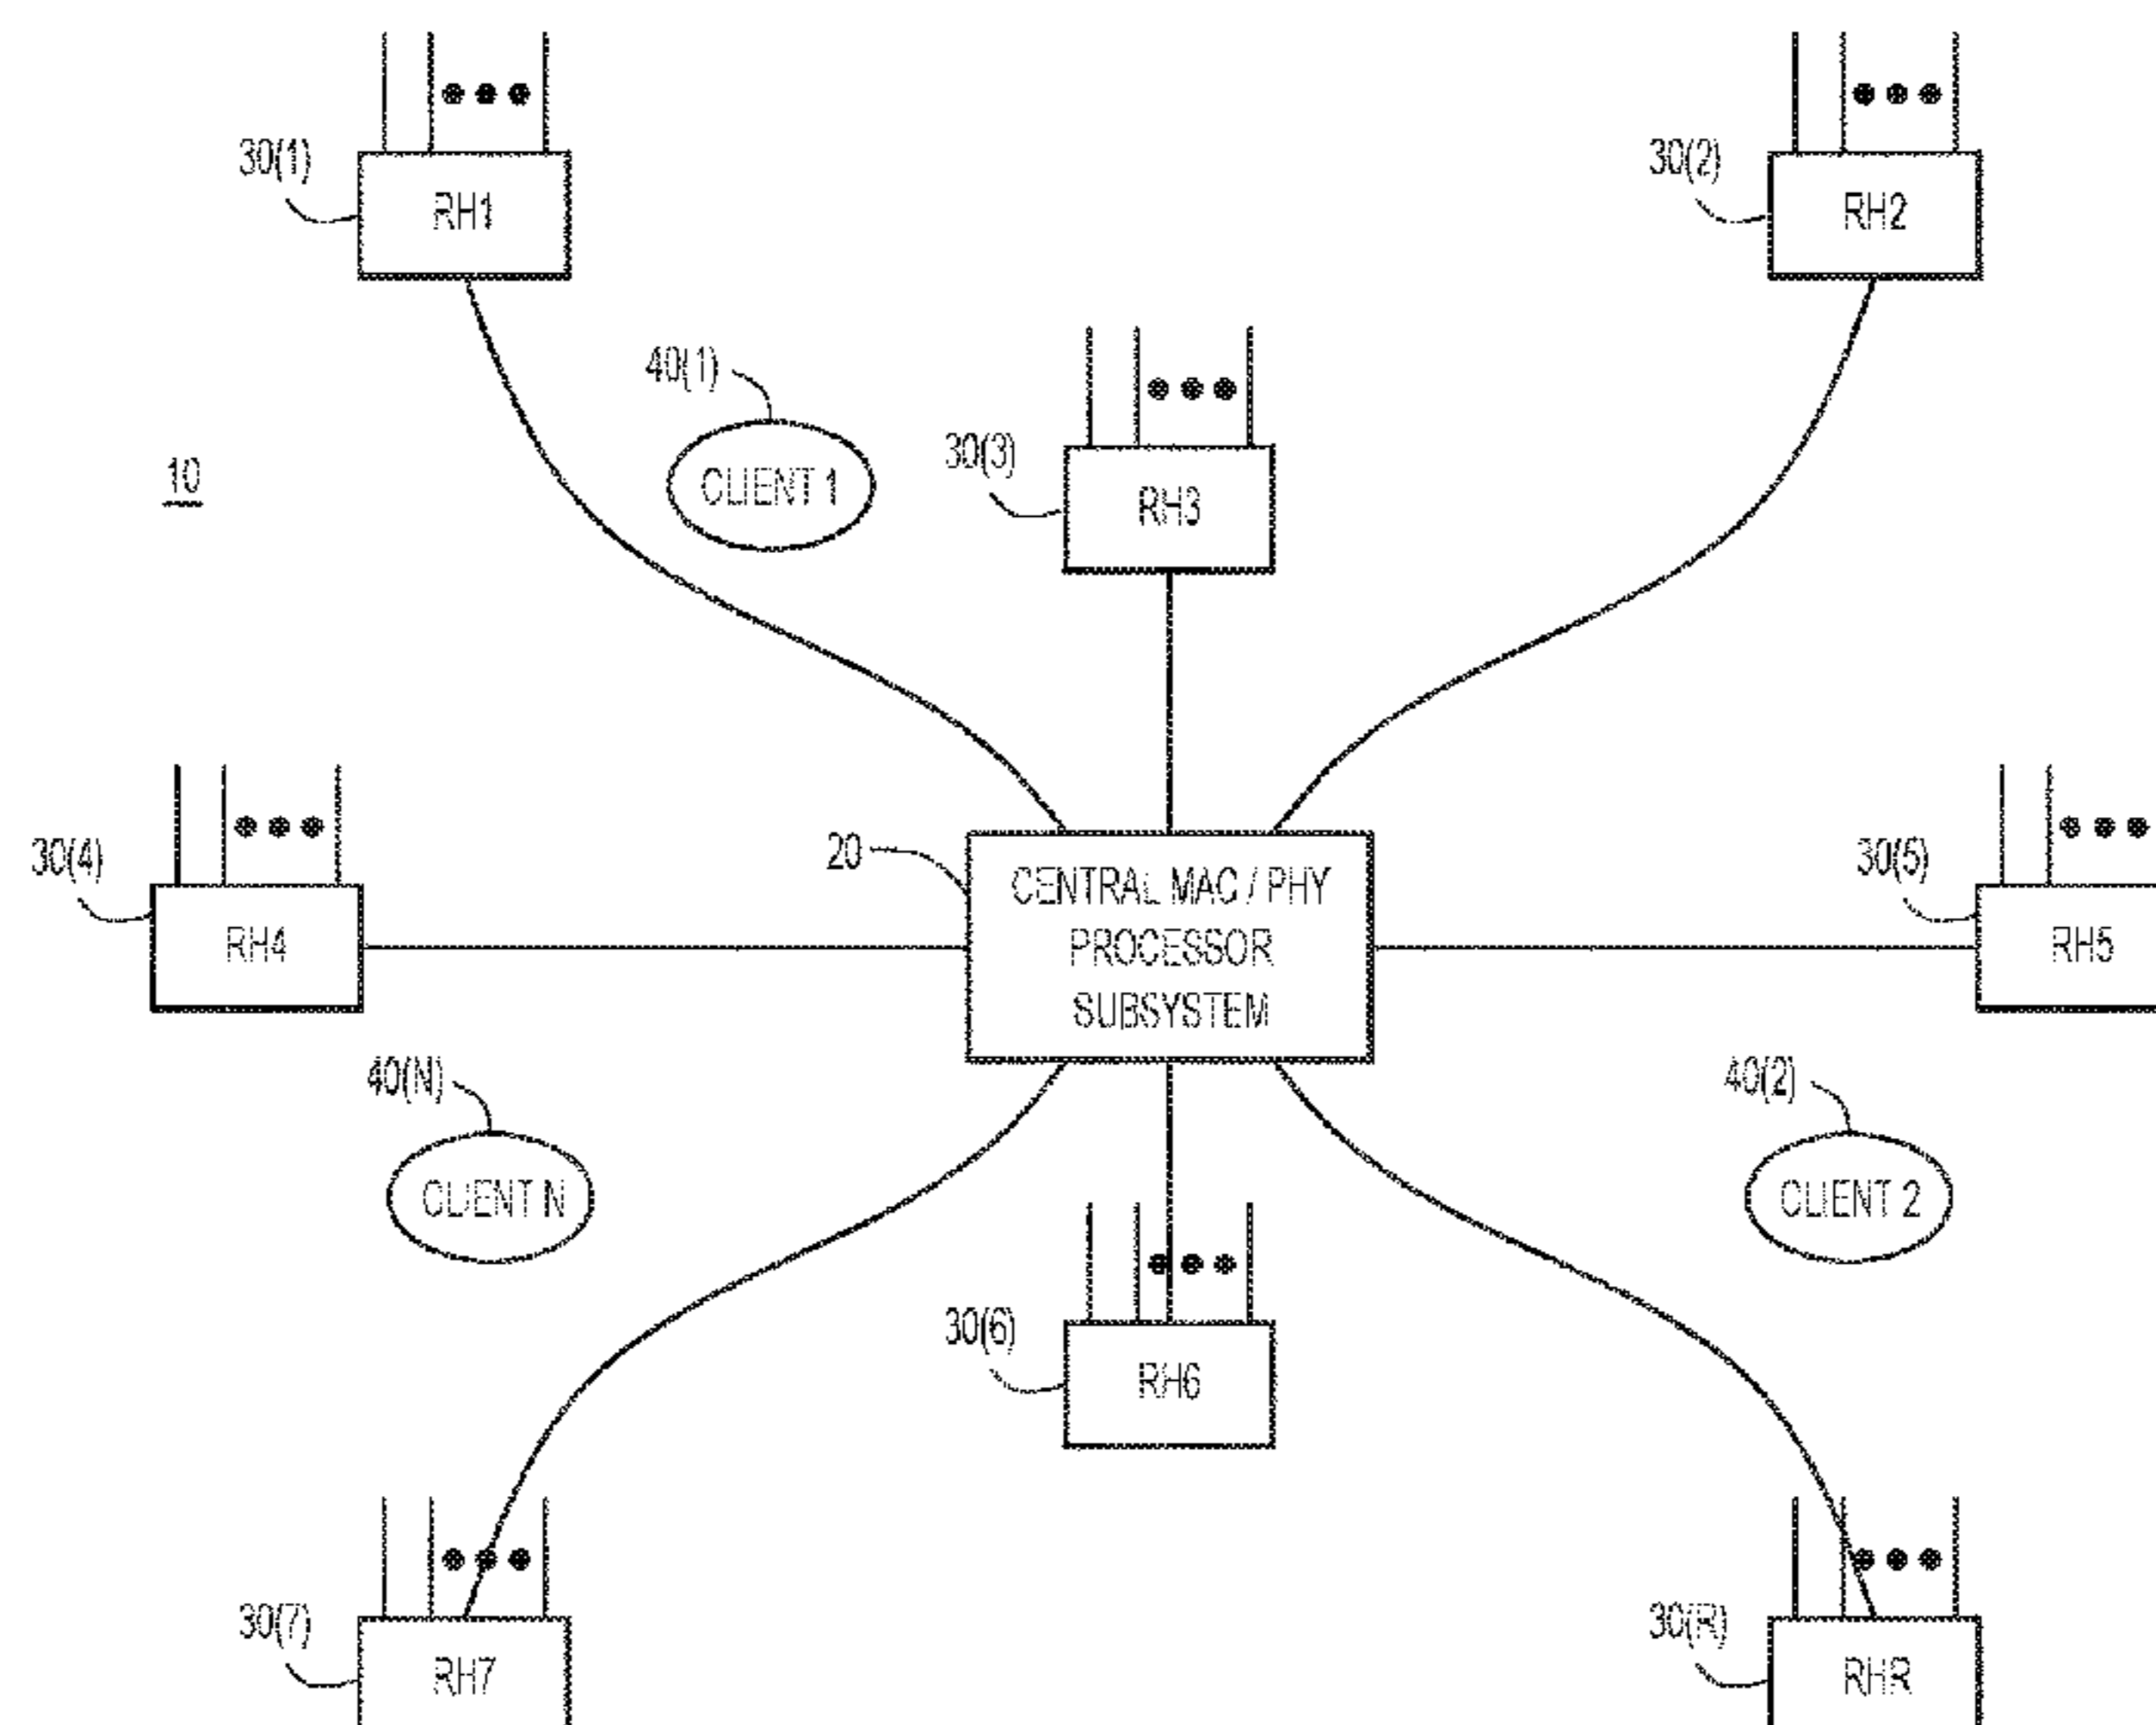 30(1)
RH1
30(2)
RH2
40(1)
CLIENT 1
30(3)
RH3
10
30(4)
RH4
20
CENTRAL MAC / PHY
PROCESSOR
SUBSYSTEM
30(5)
RH5
40(N)
CLIENT N
40(2)
CLIENT 2
30(6)
RH6
30(7)
RH7
30(R)
RHR